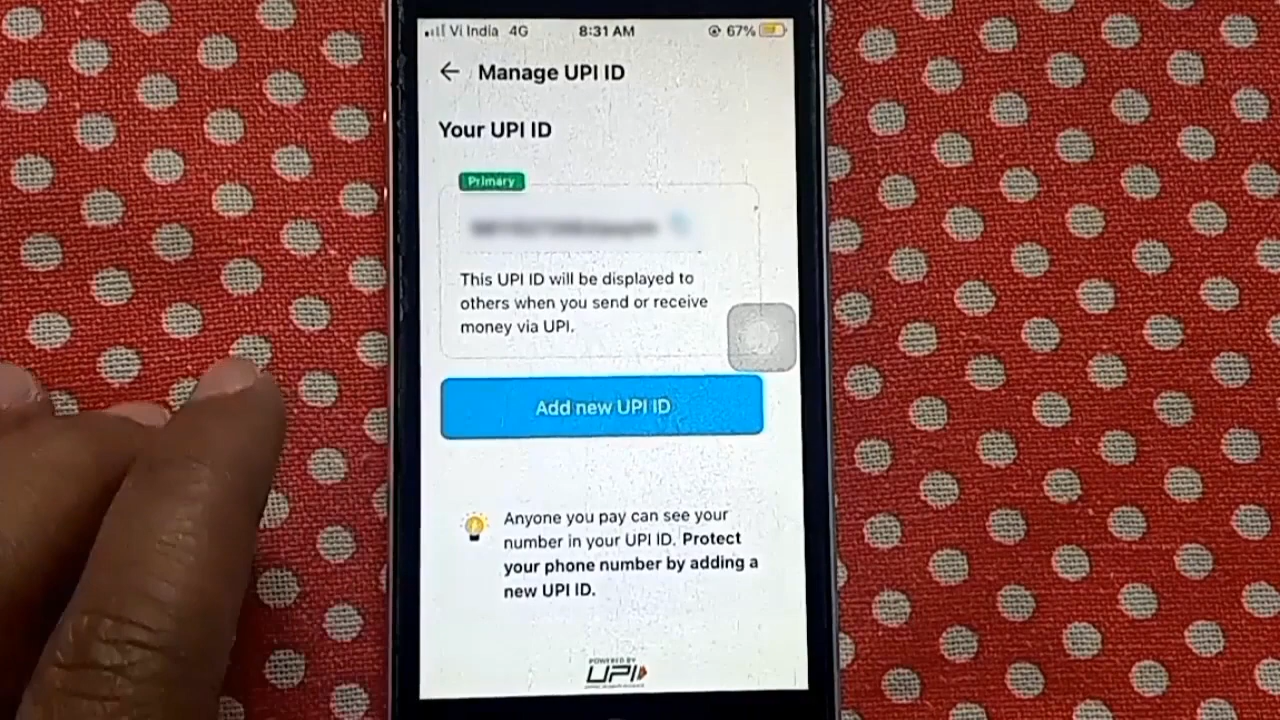 Vi India 4G 8:31 AM 67%
Manage UPI ID
Your UPI ID
Primary
This UPI ID will be displayed to
others when you send or receive
money via UPI.
Add new UPI ID
Anyone you pay can see your
number in your UPI ID. Protect
your phone number by adding a
new UPI ID.
POWERED BY
UPI